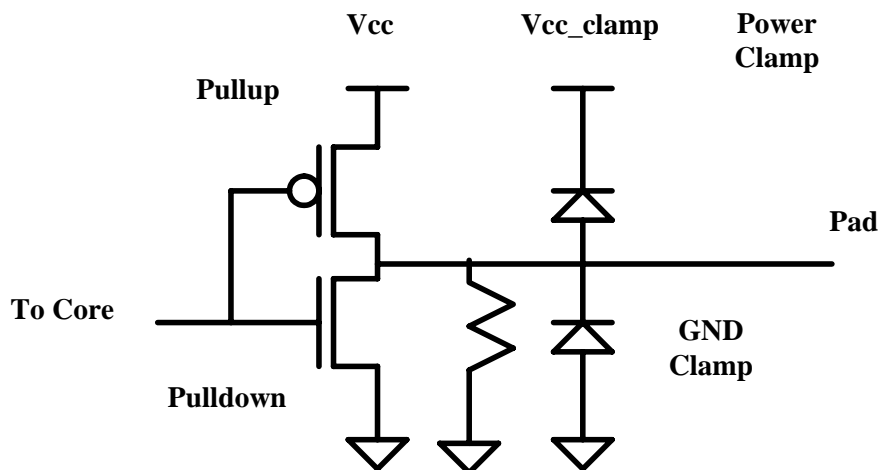 Vcc
Vcc_clamp
Power
Clamp
Pullup
Pad
To Core
GND
Clamp
Pulldown